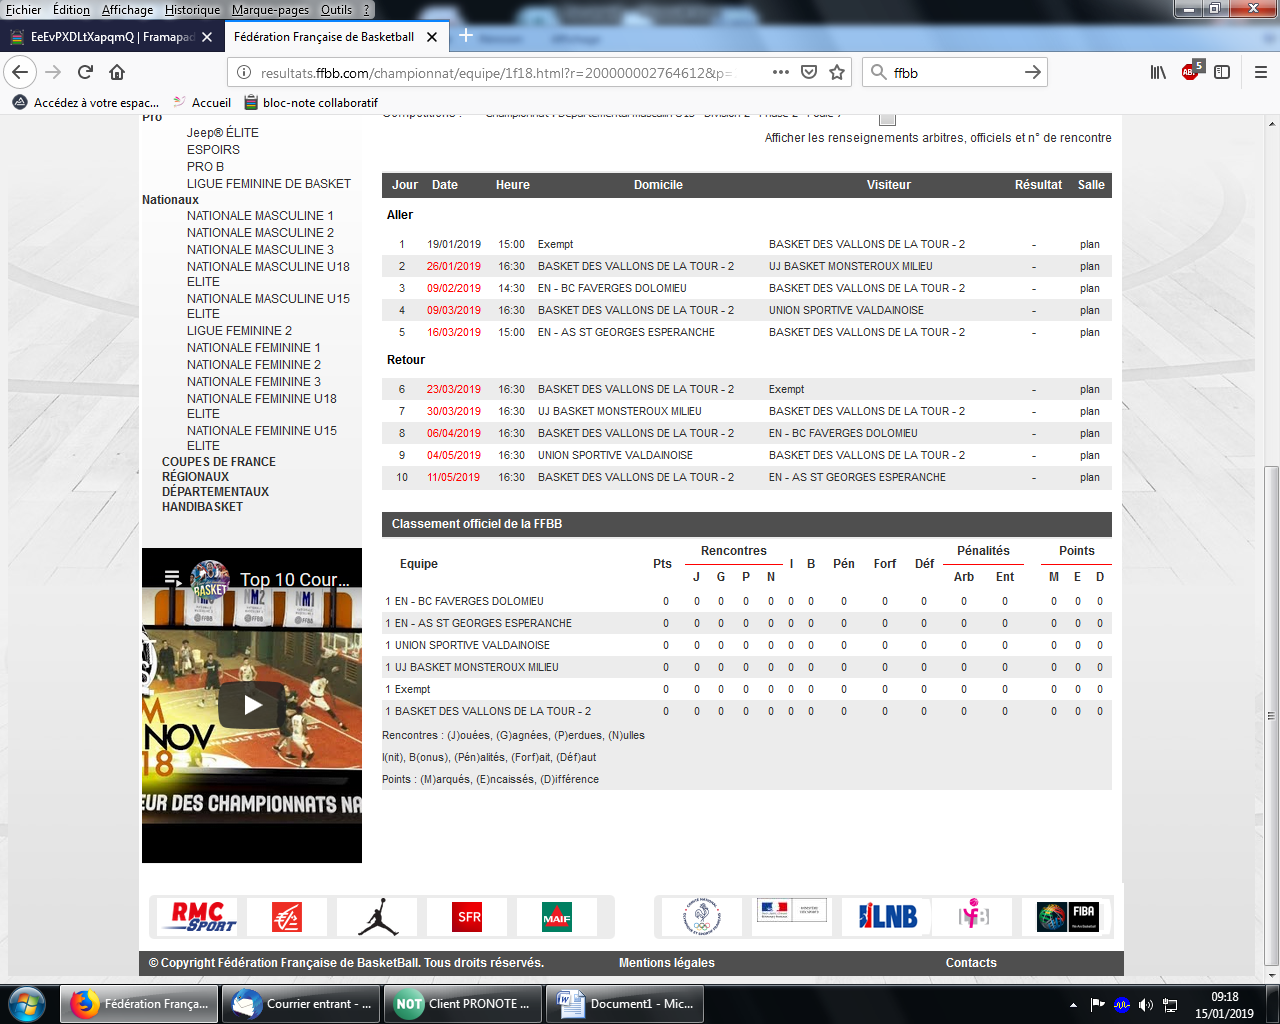 Fichier Édition Affichage Historique Marque-pages Outils ?
EeEvPXDLtXapqmQ | Framapad
Fédération Française de Basketball
resultats.ffbb.com/championnat/equipe/1f18.html?r=200000002764612&p=
ffbb
5
Accédez à votre espac... Accueil bloc-note collaboratif
Pro
Jeep® ÉLITE
ESPOIRS
PRO B
LIGUE FEMININE DE BASKET
Nationaux
NATIONALE MASCULINE 1
NATIONALE MASCULINE 2
NATIONALE MASCULINE 3
NATIONALE MASCULINE U18
ELITE
NATIONALE MASCULINE U15
ELITE
LIGUE FEMININE 2
NATIONALE FEMININE 1
NATIONALE FEMININE 2
NATIONALE FEMININE 3
NATIONALE FEMININE U18
ELITE
NATIONALE FEMININE U15
ELITE
COUPES DE FRANCE
RÉGIONAUX
DÉPARTEMENTAUX
HANDIBASKET
Top 10 Cour...
BASKET
NM2 NM1
M
NOV
18
EUR DES CHAMPIONNATS NA
Afficher les renseignements arbitres, officiels et n° de rencontre
Jour Date Heure Domicile Visiteur Résultat Salle
Aller
1 19/01/2019 15:00 Exempt BASKET DES VALLONS DE LA TOUR - 2 - plan
2 26/01/2019 16:30 BASKET DES VALLONS DE LA TOUR - 2 UJ BASKET MONSTEROUX MILIEU - plan
3 09/02/2019 14:30 EN - BC FAVERGES DOLOMIEU BASKET DES VALLONS DE LA TOUR - 2 - plan
4 09/03/2019 16:30 BASKET DES VALLONS DE LA TOUR - 2 UNION SPORTIVE VALDAINOISE - plan
5 16/03/2019 15:00 EN - AS ST GEORGES ESPERANCHE BASKET DES VALLONS DE LA TOUR - 2 - plan
Retour
6 23/03/2019 16:30 BASKET DES VALLONS DE LA TOUR - 2 Exempt - plan
7 30/03/2019 16:30 UJ BASKET MONSTEROUX MILIEU BASKET DES VALLONS DE LA TOUR - 2 - plan
8 06/04/2019 16:30 BASKET DES VALLONS DE LA TOUR - 2 EN - BC FAVERGES DOLOMIEU - plan
9 04/05/2019 16:30 UNION SPORTIVE VALDAINOISE BASKET DES VALLONS DE LA TOUR - 2 - plan
10 11/05/2019 16:30 BASKET DES VALLONS DE LA TOUR - 2 EN - AS ST GEORGES ESPERANCHE - plan
Classement officiel de la FFBB
Equipe Pts Rencontres I B Pén Forf Déf Pénalités Points
J G P N Arb Ent M E D
1 EN - BC FAVERGES DOLOMIEU 0 0 0 0 0 0 0 0 0 0 0 0 0 0 0
1 EN - AS ST GEORGES ESPERANCHE 0 0 0 0 0 0 0 0 0 0 0 0 0 0 0
1 UNION SPORTIVE VALDAINOISE 0 0 0 0 0 0 0 0 0 0 0 0 0 0 0
1 UJ BASKET MONSTEROUX MILIEU 0 0 0 0 0 0 0 0 0 0 0 0 0 0 0
1 Exempt 0 0 0 0 0 0 0 0 0 0 0 0 0 0 0
1 BASKET DES VALLONS DE LA TOUR - 2 0 0 0 0 0 0 0 0 0 0 0 0 0 0 0
Rencontres : (J)ouées, (G)agnées, (P)erdues, (N)ulles
I(nit), B(onus), (Pén)alités, (Forf)ait, (Déf)aut
Points : (M)arqués, (E)ncaissés, (D)ifférence
RMC SPORT SFR MAIF LNB LFB FIBA
© Copyright Fédération Française de BasketBall. Tous droits réservés. Mentions légales Contacts
Fédération França... Courrier entrant - ... NOT Client PRONOTE ... Document1 - Mic...
09:18
15/01/2019